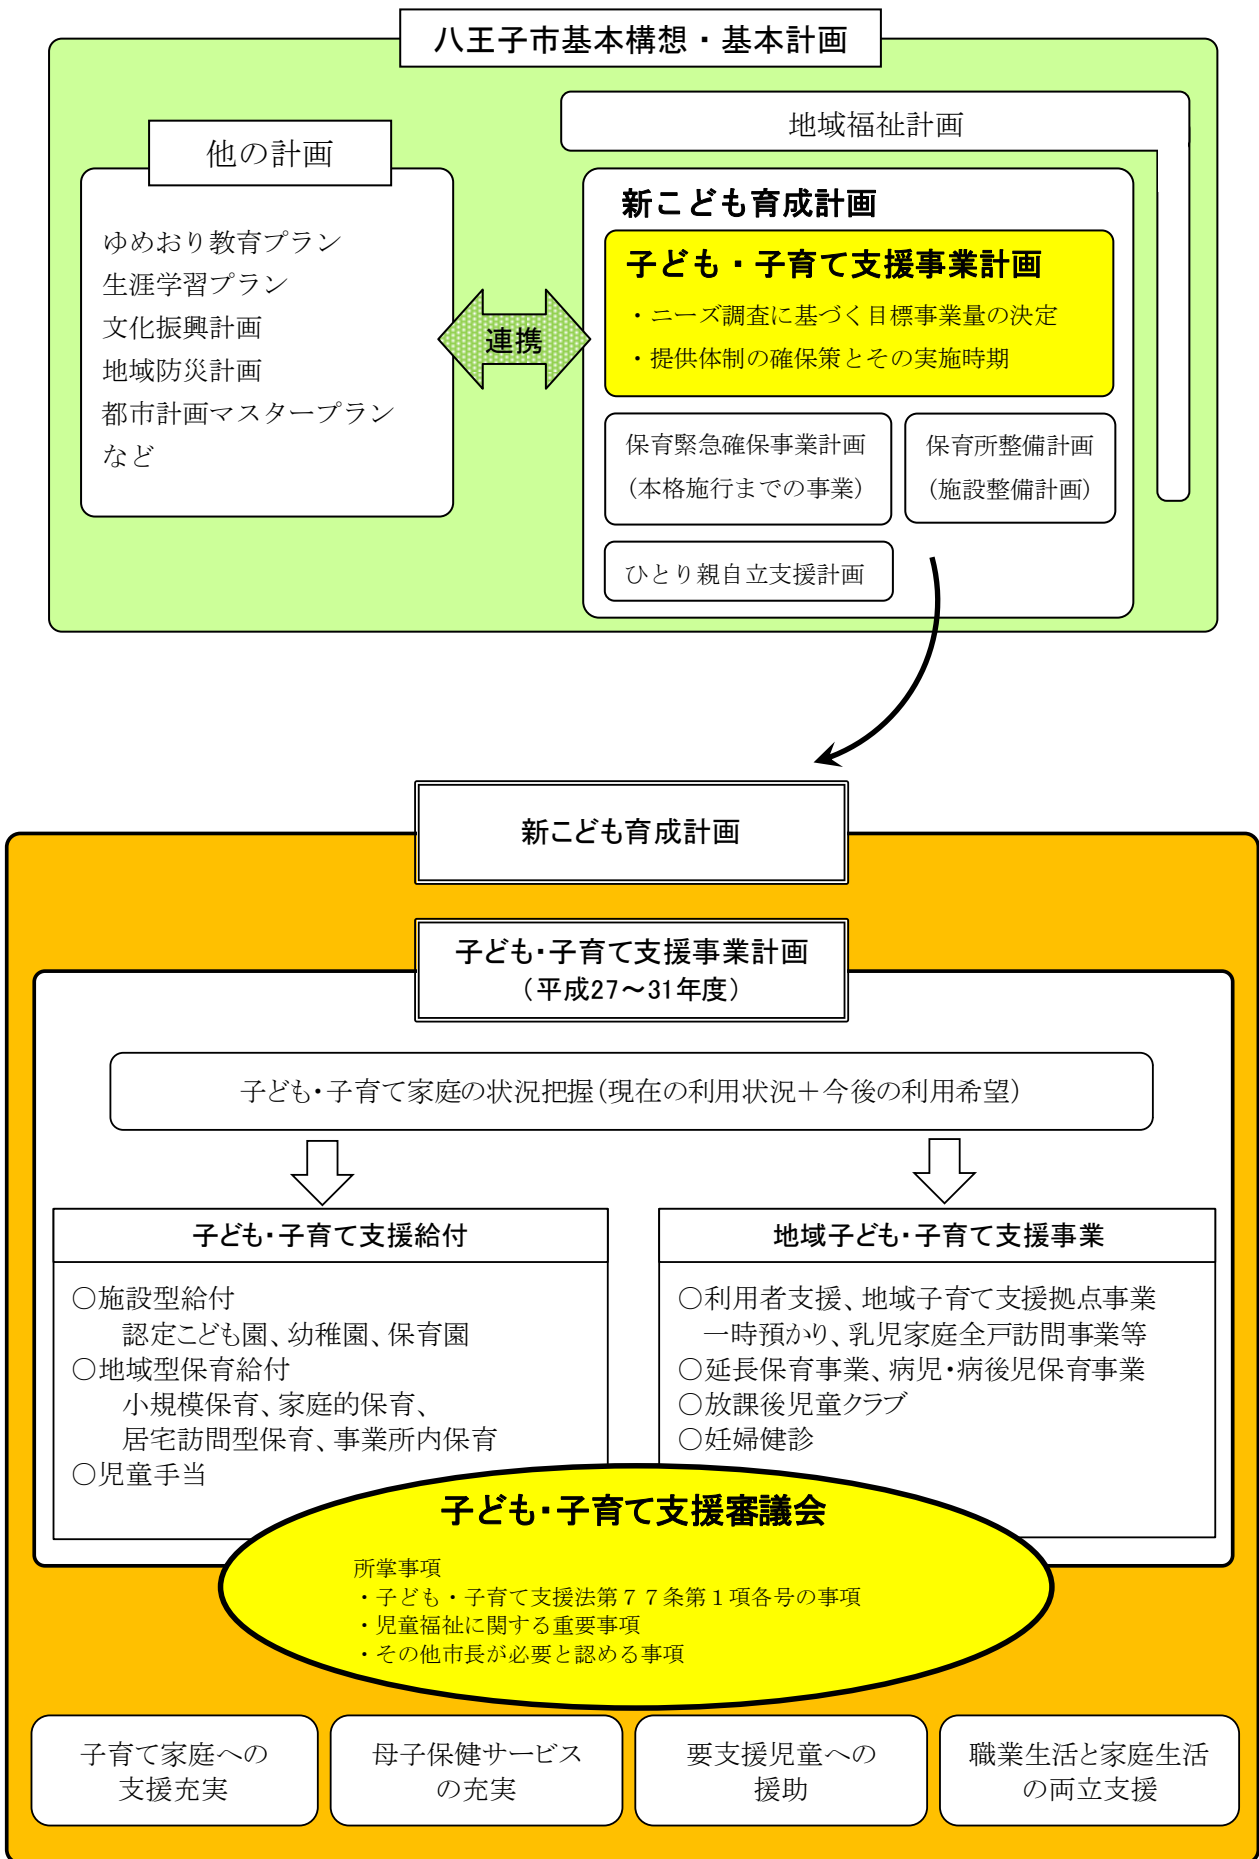 八王子市基本構想・基本計画
地域福祉計画
他の計画
ゆめおり教育プラン
生涯学習プラン
文化振興計画
地域防災計画
都市計画マスタープラン
など
連携
新こども育成計画
子ども・子育て支援事業計画
・ニーズ調査に基づく目標事業量の決定
・提供体制の確保策とその実施時期
保育緊急確保事業計画
(本格施行までの事業)
保育所整備計画
(施設整備計画)
ひとり親自立支援計画
新こども育成計画
子ども・子育て支援事業計画
(平成27~31年度)
子ども・子育て家庭の状況把握(現在の利用状況+今後の利用希望)
子ども・子育て支援給付
○施設型給付
認定こども園、幼稚園、保育園
○地域型保育給付
小規模保育、家庭的保育、
居宅訪問型保育、事業所内保育
○児童手当
地域子ども・子育て支援事業
○利用者支援、地域子育て支援拠点事業
一時預かり、乳児家庭全戸訪問事業等
○延長保育事業、病児・病後児保育事業
○放課後児童クラブ
○妊婦健診
子ども・子育て支援審議会
所掌事項
・子ども・子育て支援法第77条第1項各号の事項
・児童福祉に関する重要事項
・その他市長が必要と認める事項
子育て家庭への
支援充実
母子保健サービス
の充実
要支援児童への
援助
職業生活と家庭生活
の両立支援